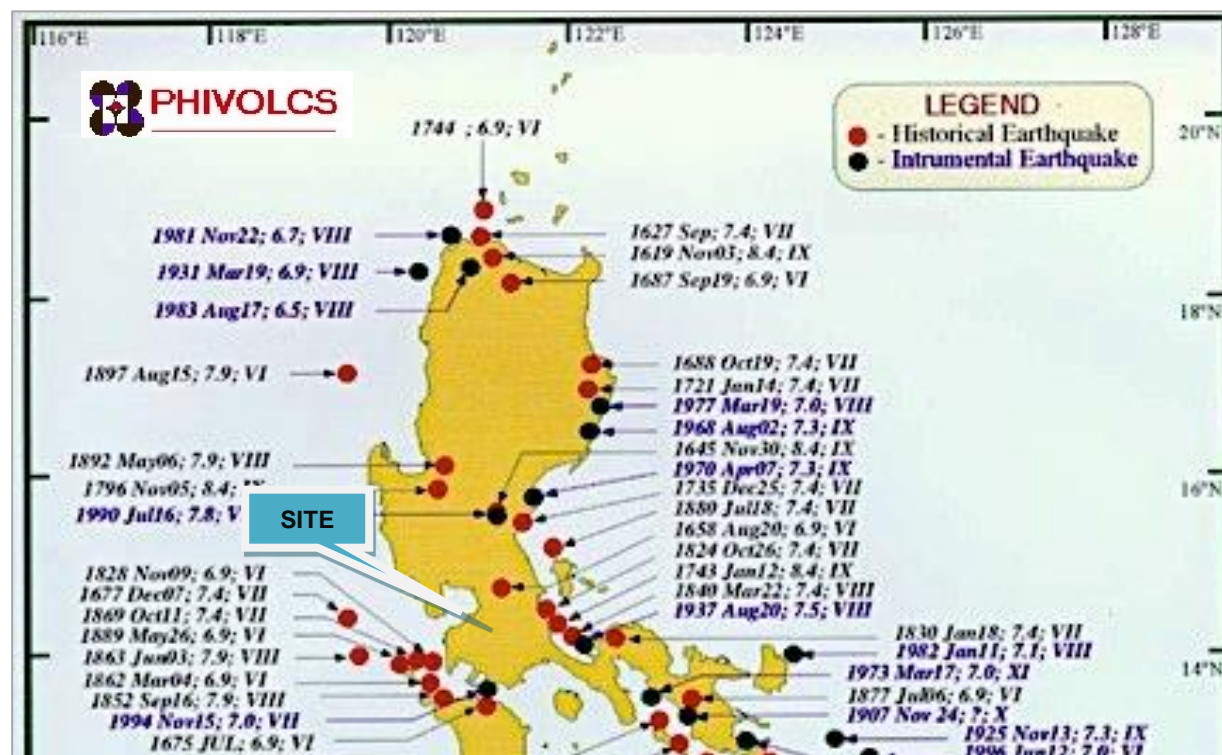 116°E 118°E 120°E 122°E 124°E 126°E 128°E
PHIVOLCS
LEGEND
- Historical Earthquake
- Intrumental Earthquake
20°N
1744 ; 6.9; VI
1981 Nov22; 6.7; VIII
1931 Mar19; 6.9; VIII
1983 Aug17; 6.5; VIII
1627 Sep; 7.4; VII
1619 Nov03; 8.4; IX
1687 Sep19; 6.9; VI
18°N
1897 Aug15; 7.9; VI
1688 Oct19; 7.4; VII
1721 Jan14; 7.4; VII
1977 Mar19; 7.0; VIII
1968 Aug02; 7.3; IX
1645 Nov30; 8.4; IX
1970 Apr07; 7.3; IX
1735 Dec25; 7.4; VII
1880 Jul18; 7.4; VII
1658 Aug20; 6.9; VI
1824 Oct26; 7.4; VII
1743 Jan12; 8.4; IX
1840 Mar22; 7.4; VIII
1937 Aug20; 7.5; VIII
16°N
1892 May06; 7.9; VIII
1796 Nov05; 8.4;
1990 Jul16; 7.8;
SITE
1828 Nov09; 6.9; VI
1677 Dec07; 7.4; VII
1869 Oct11; 7.4; VII
1889 May26; 6.9; VI
1863 Jun03; 7.9; VIII
1862 Mar04; 6.9; VI
1852 Sep16; 7.9; VIII
1994 Nov15; 7.0; VII
1675 JUL; 6.9; VI
1830 Jan18; 7.4; VII
1982 Jan11; 7.1; VIII
1973 Mar17; 7.0; XI
1877 Jul06; 6.9; VI
1907 Nov 24; ?; X
1925 Nov13; 7.3; IX
14°N